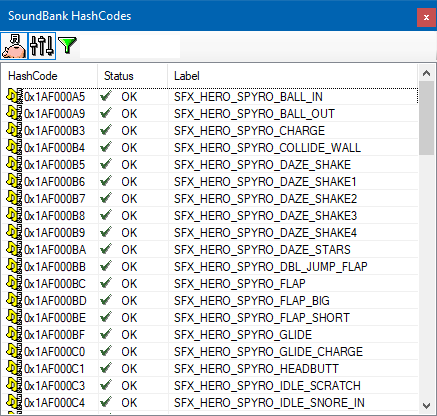 SoundBank HashCodes
x
HashCode Status Label
0x1AF000A5 OK SFX_HERO_SPYRO_BALL_IN
0x1AF000A9 OK SFX_HERO_SPYRO_BALL_OUT
0x1AF000B3 OK SFX_HERO_SPYRO_CHARGE
0x1AF000B4 OK SFX_HERO_SPYRO_COLLIDE_WALL
0x1AF000B5 OK SFX_HERO_SPYRO_DAZE_SHAKE
0x1AF000B6 OK SFX_HERO_SPYRO_DAZE_SHAKE1
0x1AF000B7 OK SFX_HERO_SPYRO_DAZE_SHAKE2
0x1AF000B8 OK SFX_HERO_SPYRO_DAZE_SHAKE3
0x1AF000B9 OK SFX_HERO_SPYRO_DAZE_SHAKE4
0x1AF000BA OK SFX_HERO_SPYRO_DAZE_STARS
0x1AF000BB OK SFX_HERO_SPYRO_DBL_JUMP_FLAP
0x1AF000BC OK SFX_HERO_SPYRO_FLAP
0x1AF000BD OK SFX_HERO_SPYRO_FLAP_BIG
0x1AF000BE OK SFX_HERO_SPYRO_FLAP_SHORT
0x1AF000BF OK SFX_HERO_SPYRO_GLIDE
0x1AF000C0 OK SFX_HERO_SPYRO_GLIDE_CHARGE
0x1AF000C1 OK SFX_HERO_SPYRO_HEADBUTT
0x1AF000C3 OK SFX_HERO_SPYRO_IDLE_SCRATCH
0x1AF000C4 OK SFX_HERO_SPYRO_IDLE_SNORE_IN